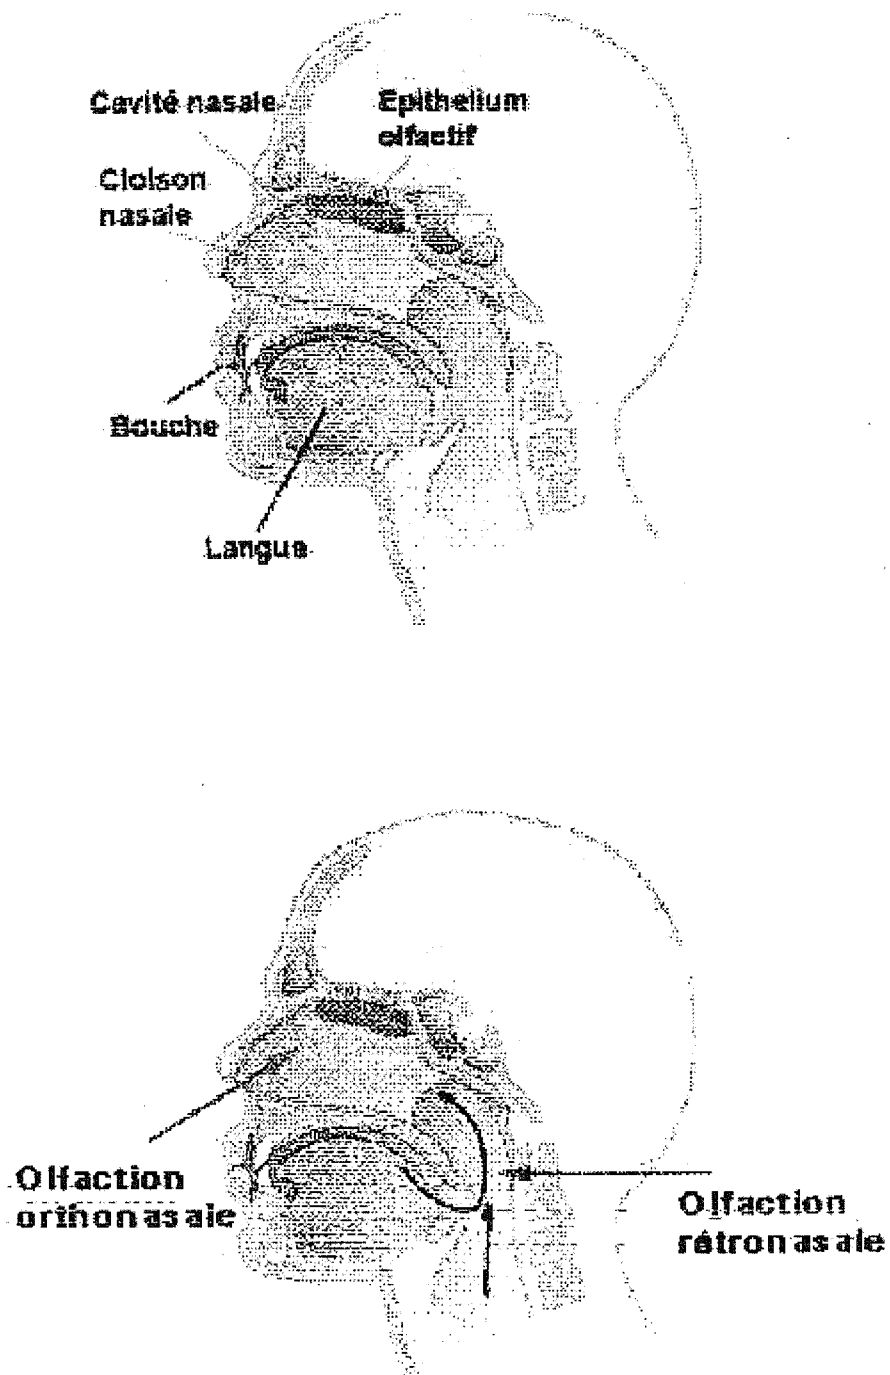 Cavité nasale
Epithelium
olfactif
Cloison
nasale
Bouche
Langue
Olfaction
orthonasale
Olfaction
rétronasale